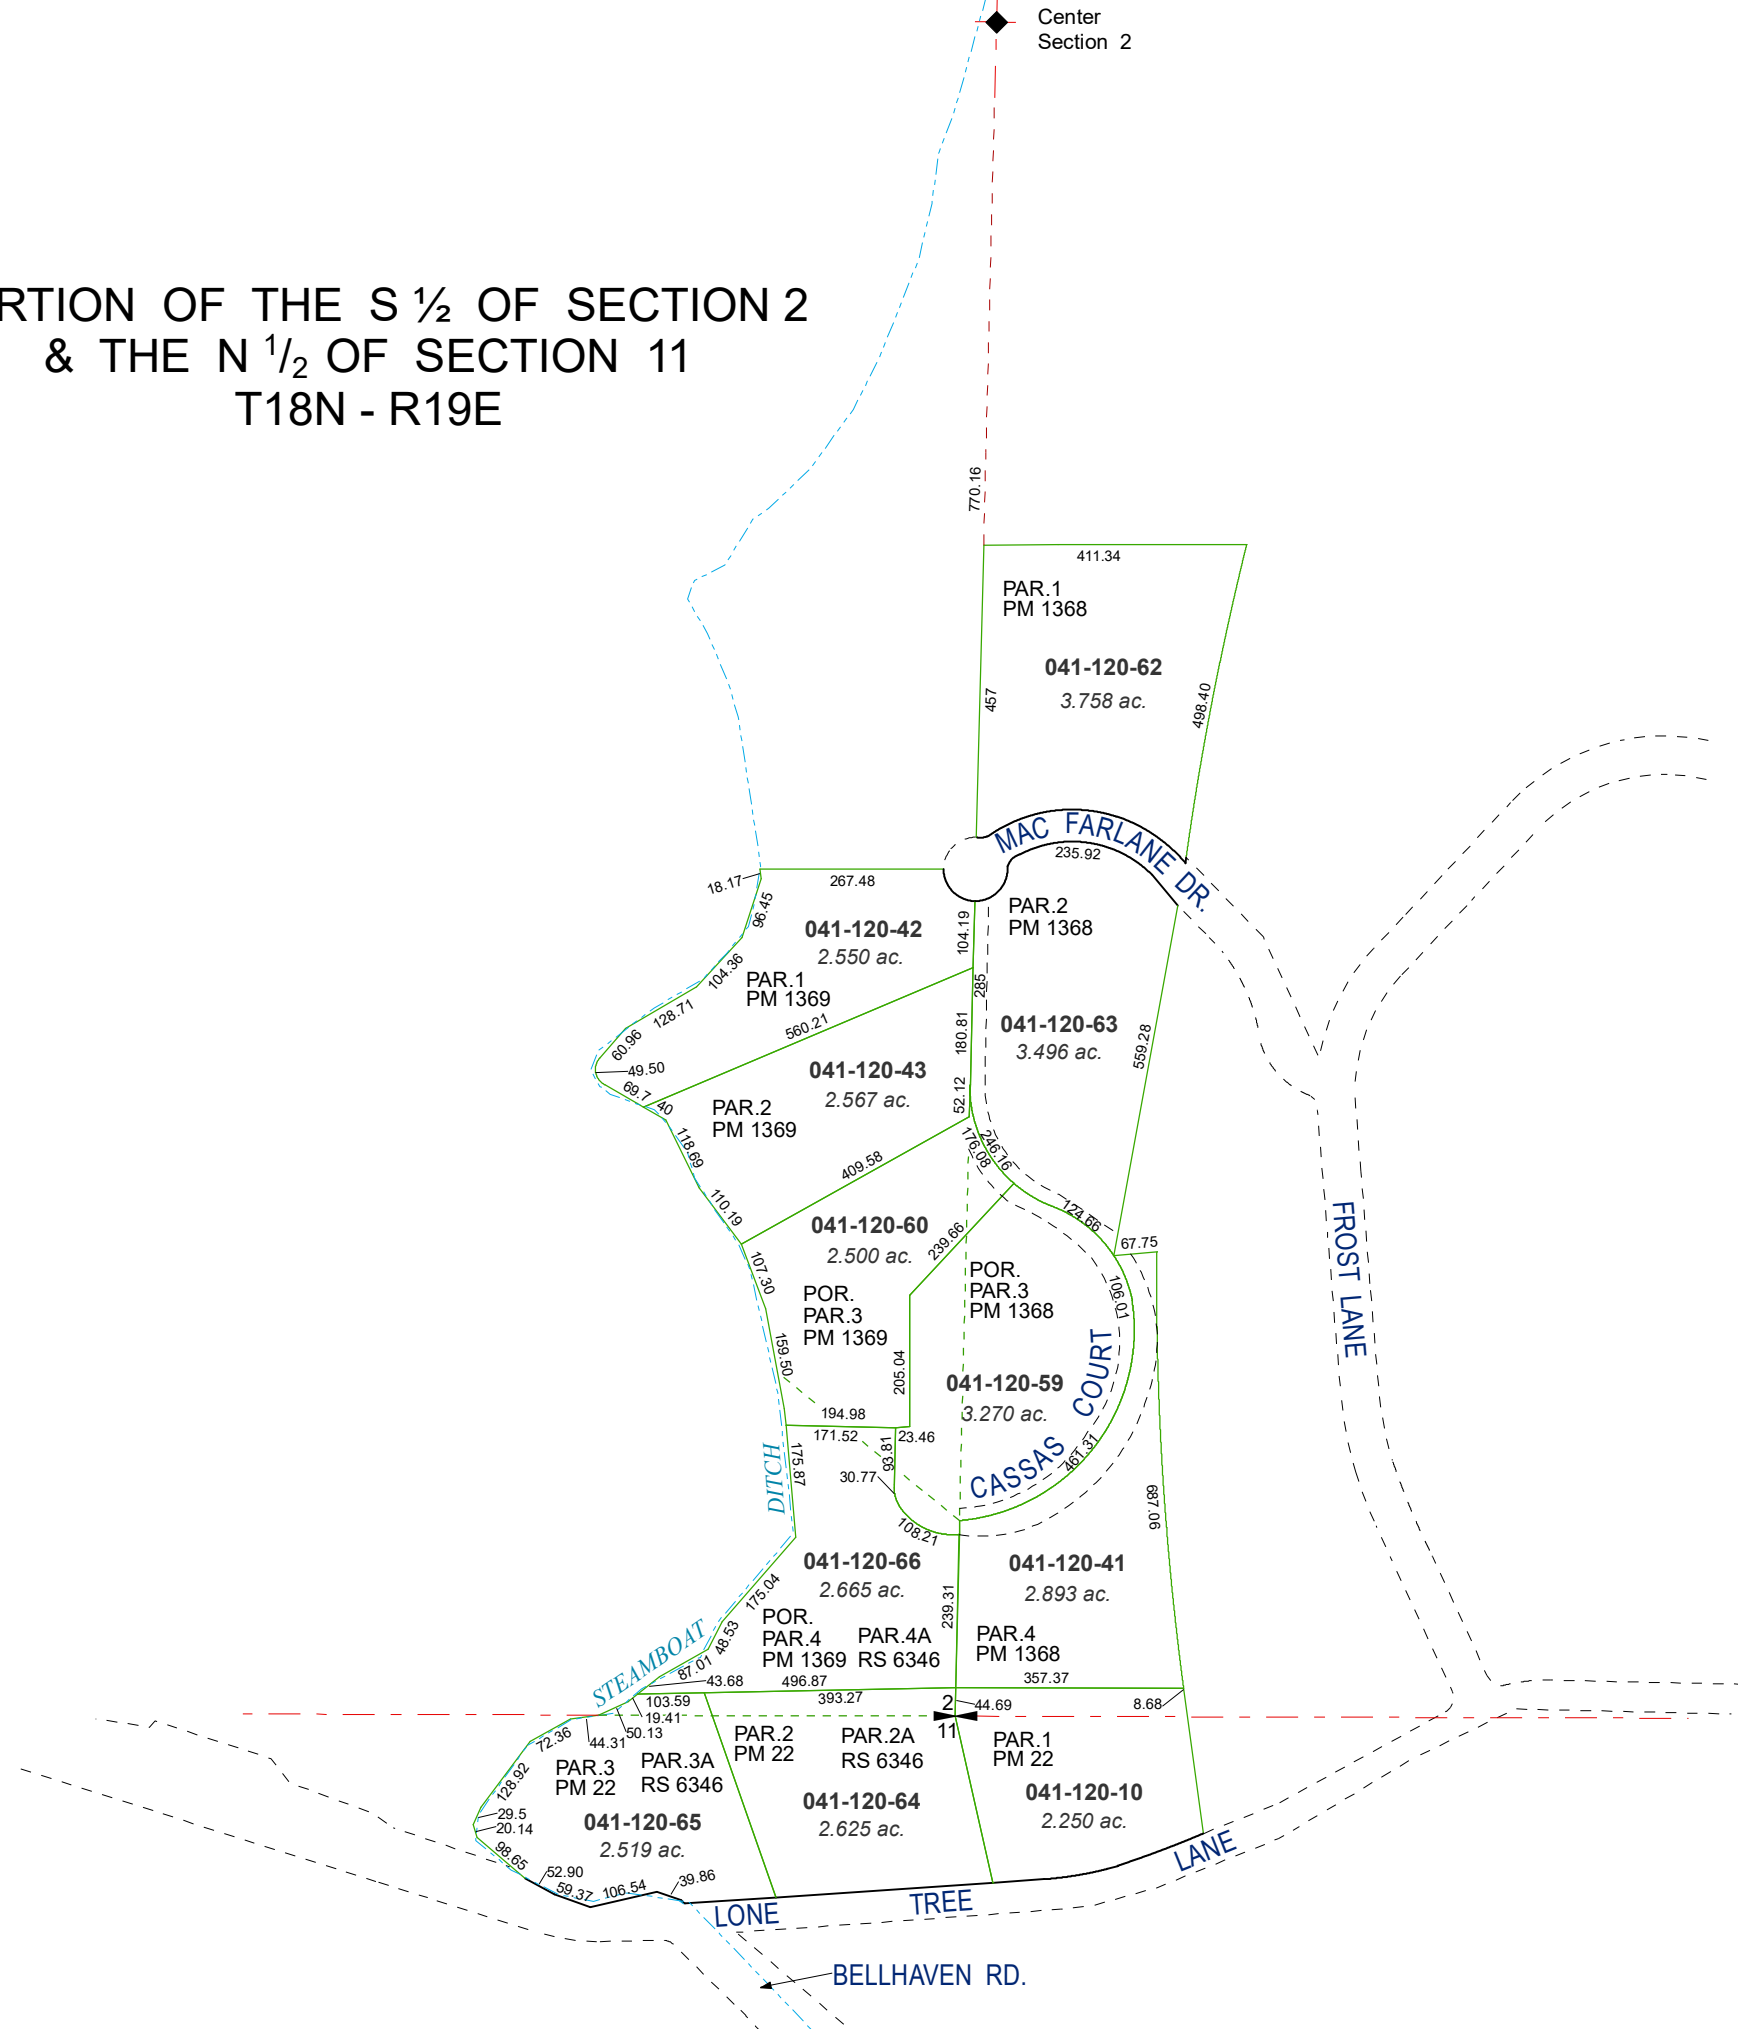 Center
Section 2
RTION OF THE S ½ OF SECTION 2
& THE N 1/2 OF SECTION 11
T18N - R19E
770.16
411.34
PAR.1
PM 1368
041-120-62
3.758 ac.
457
498.40
MAC FARLANE DR.
235.92
18.17
267.48
96.45
041-120-42
2.550 ac.
104.19
PAR.2
PM 1368
104.36
PAR.1
PM 1369
285
128.71
560.21
180.81
041-120-63
3.496 ac.
559.28
60.96
49.50
69.7
40
041-120-43
2.567 ac.
52.12
PAR.2
PM 1369
118.69
176.08
246.16
409.58
110.19
041-120-60
2.500 ac.
239.66
124.66
67.75
107.30
POR.
PAR.3
PM 1369
POR.
PAR.3
PM 1368
106.01
FROST LANE
159.50
205.04
041-120-59
3.270 ac.
CASSAS COURT
461.31
194.98
171.52
23.46
93.81
30.77
175.87
DITCH
108.21
687.06
041-120-66
2.665 ac.
041-120-41
2.893 ac.
175.04
239.31
POR.
PAR.4
PM 1369
PAR.4A
RS 6346
PAR.4
PM 1368
48.53
STEAMBOAT
87.01
43.68
496.87
357.37
103.59
393.27
2
44.69
8.68
19.41
50.13
11
72.36
44.31
PAR.3
PM 22
PAR.3A
RS 6346
PAR.2
PM 22
PAR.2A
RS 6346
PAR.1
PM 22
128.92
041-120-10
2.250 ac.
29.5
20.14
041-120-65
2.519 ac.
041-120-64
2.625 ac.
98.65
52.90
59.37
106.54
39.86
LONE TREE LANE
BELLHAVEN RD.